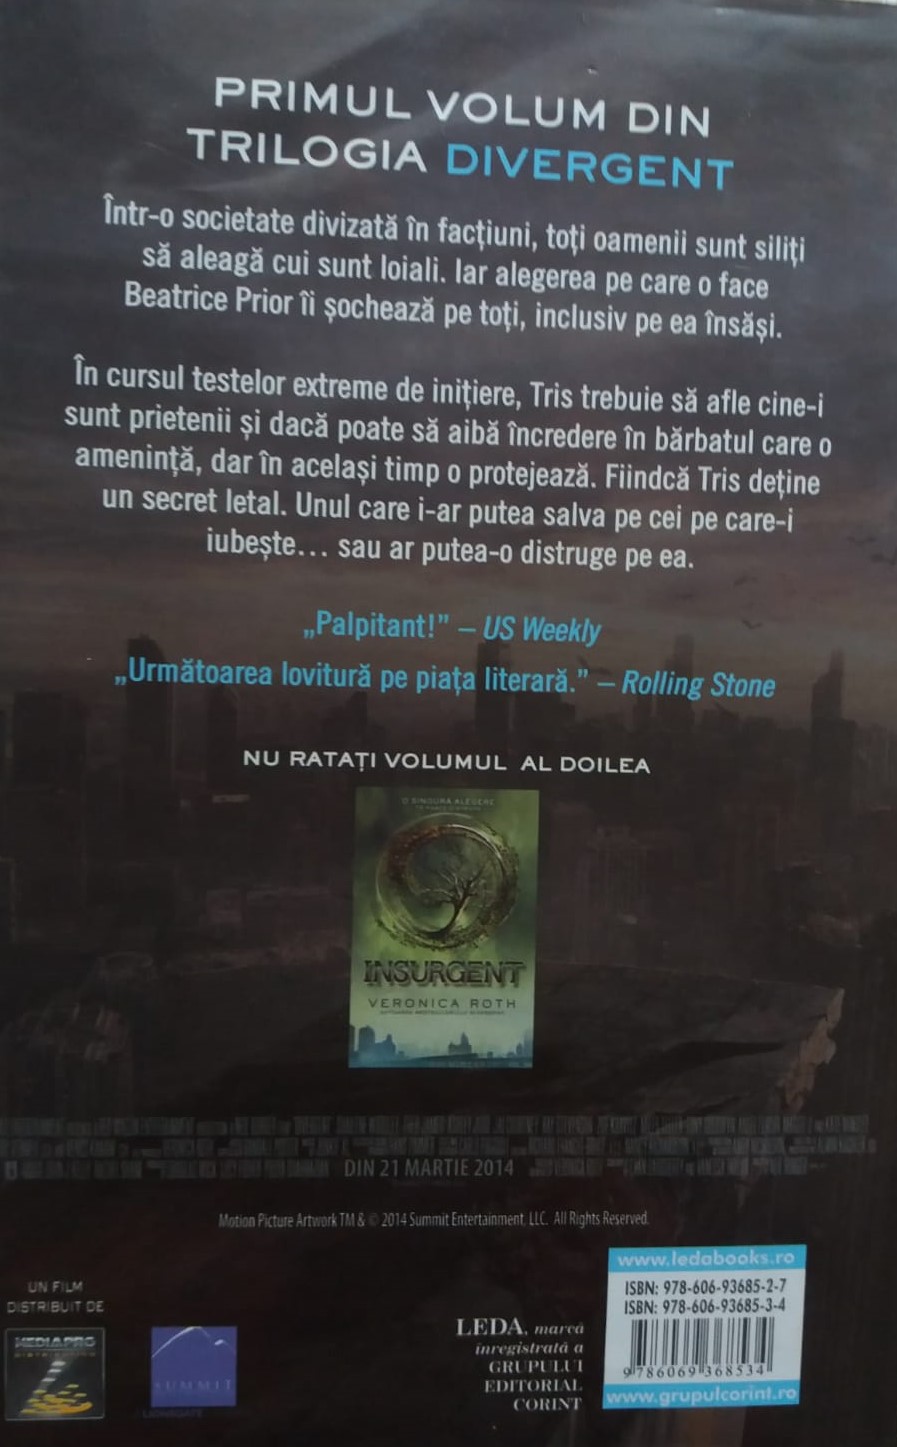 PRIMUL VOLUM DIN
TRILOGIA DIVERGENT
Într-o societate divizată în facțiuni, toți oamenii sunt siliți
să aleagă cui sunt loiali. Iar alegerea pe care o face
Beatrice Prior îi șochează pe toți, inclusiv pe ea însăși.
În cursul testelor extreme de inițiere, Tris trebuie să afle cine-i
sunt prietenii și dacă poate să aibă încredere în bărbatul care o
amenință, dar în același timp o protejează. Fiindcă Tris deține
un secret letal. Unul care i-ar putea salva pe cei pe care-i
iubește... sau ar putea-o distruge pe ea.
„Palpitant!” – US Weekly
„Următoarea lovitură pe piața literară.” – Rolling Stone
NU RATAȚI VOLUMUL AL DOILEA
O SINGURĂ ALEGERE
INSURGENT
VERONICA ROTH
DIN 21 MARTIE 2014
Motion Picture Artwork TM & © 2014 Summit Entertainment, LLC. All Rights Reserved.
UN FILM
DISTRIBUIT DE
MEDIAPRO
SUMMIT
LEDA, marcă
înregistrată a
GRUPULUI
EDITORIAL
CORINT
www.ledabooks.ro
ISBN: 978-606-93685-2-7
ISBN: 978-606-93685-3-4
9 786069 368534
www.grupulcorint.ro